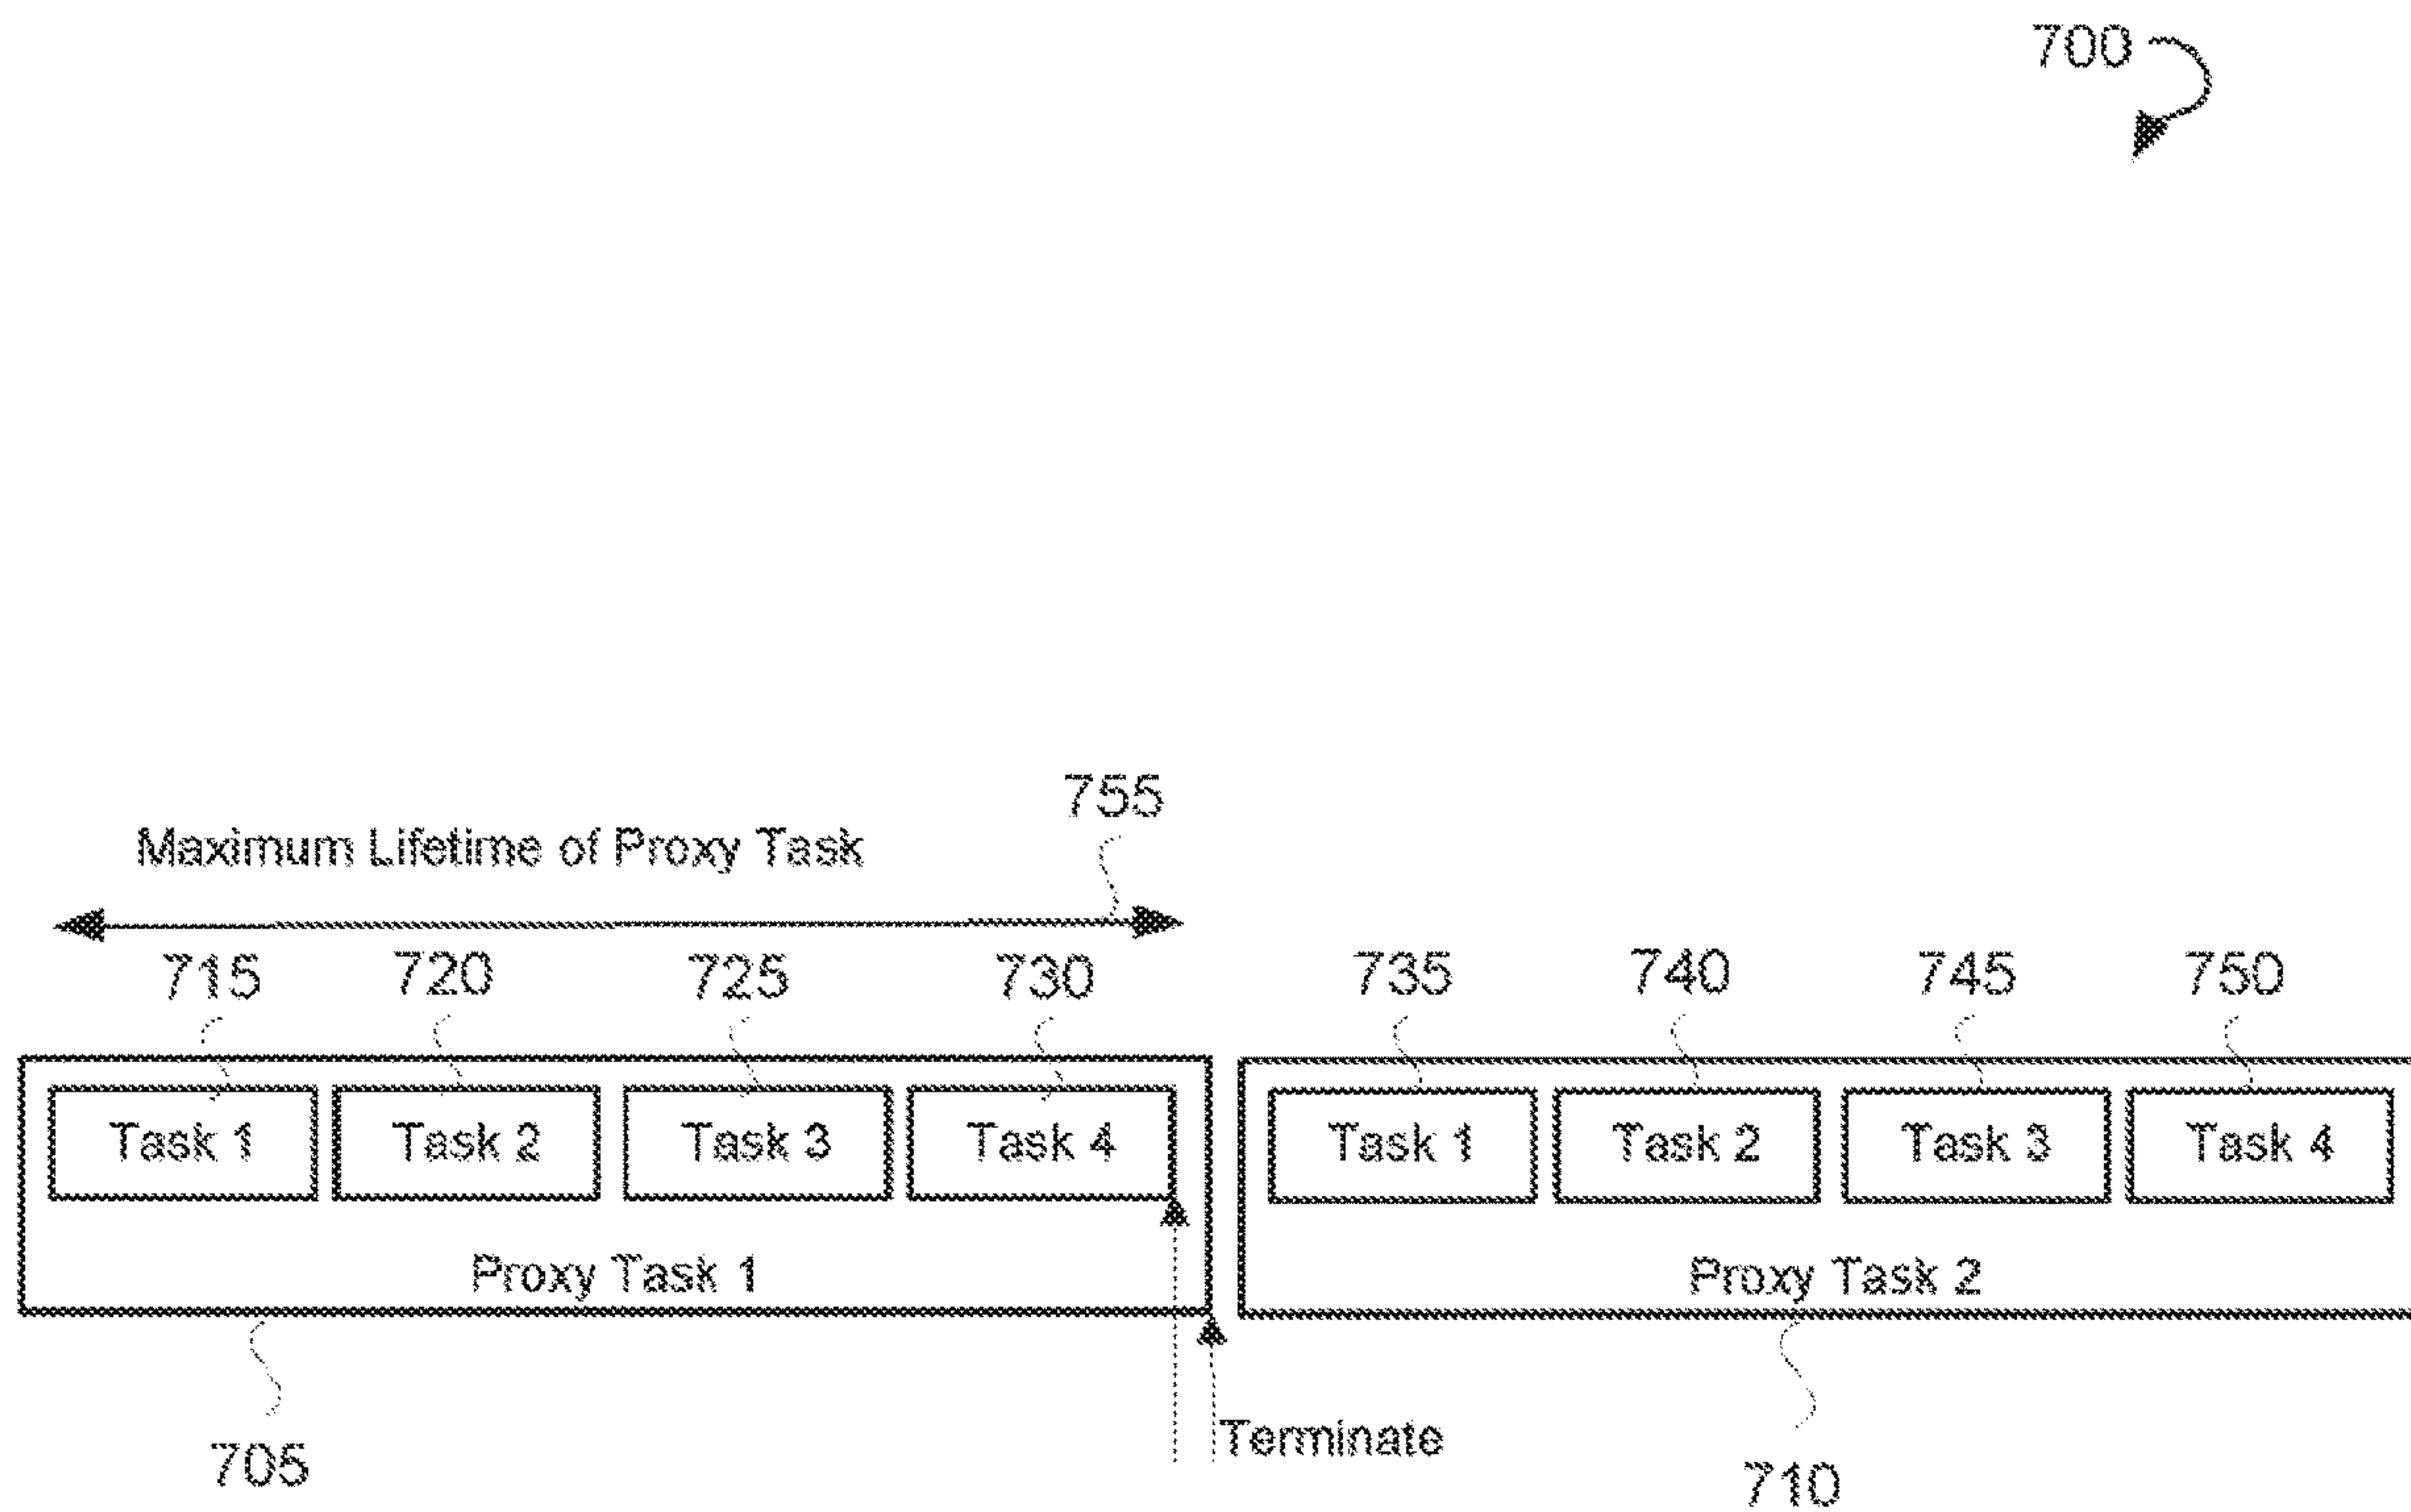 700
755
Maximum Lifetime of Proxy Task
715 720 725 730 735 740 745 750
Task 1 Task 2 Task 3 Task 4 Task 1 Task 2 Task 3 Task 4
Proxy Task 1 Proxy Task 2
Terminate
705 710